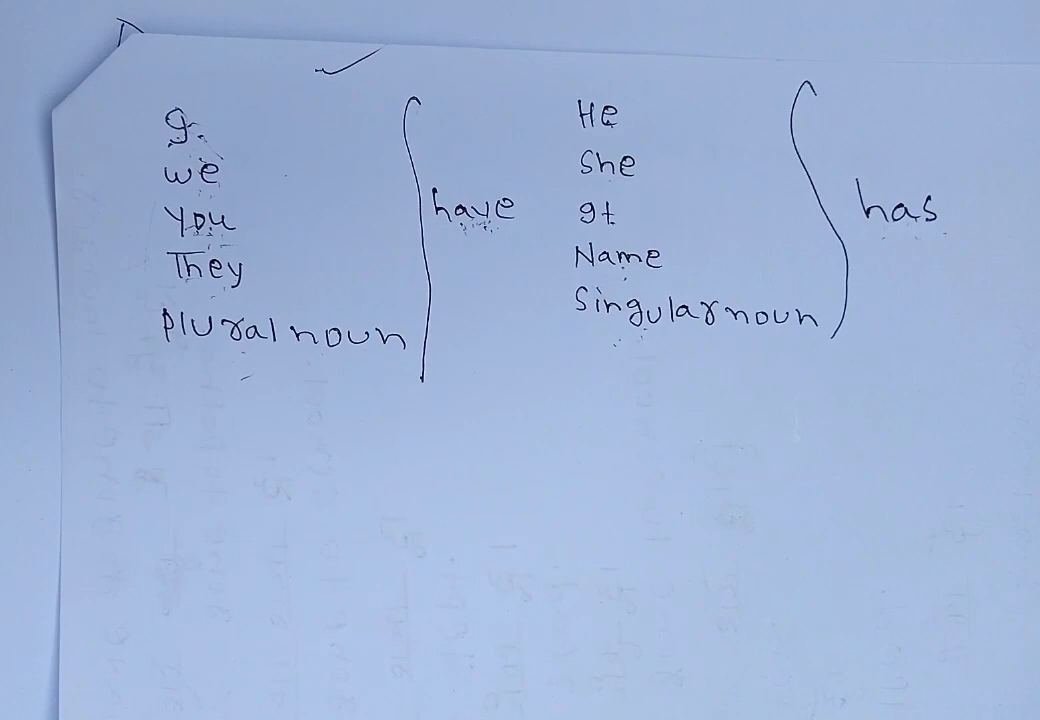 I.
we
you
They
plural noun
have
He
She
It
Name
Singular noun
has